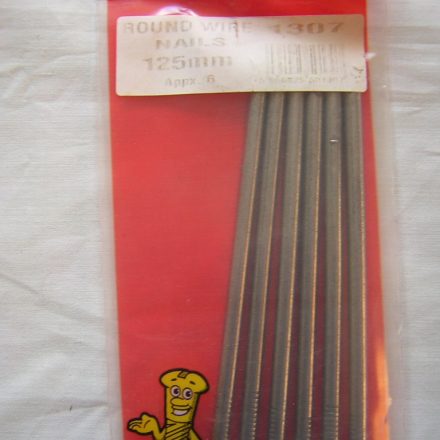 ROUND WIRE 1307
NAILS
125mm
Appx. 6